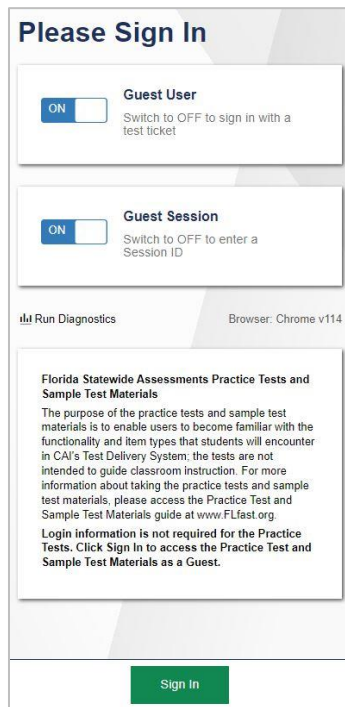 Please Sign In
ON
Guest User
Switch to OFF to sign in with a
test ticket
ON
Guest Session
Switch to OFF to enter a
Session ID
Run Diagnostics
Browser: Chrome v114
Florida Statewide Assessments Practice Tests and
Sample Test Materials
The purpose of the practice tests and sample test
materials is to enable users to become familiar with the
functionality and item types that students will encounter
in CAI's Test Delivery System; the tests are not
intended to guide classroom instruction. For more
information about taking the practice tests and sample
test materials, please access the Practice Test and
Sample Test Materials guide at www.FLfast.org.
Login information is not required for the Practice
Tests. Click Sign In to access the Practice Test and
Sample Test Materials as a Guest.
Sign In